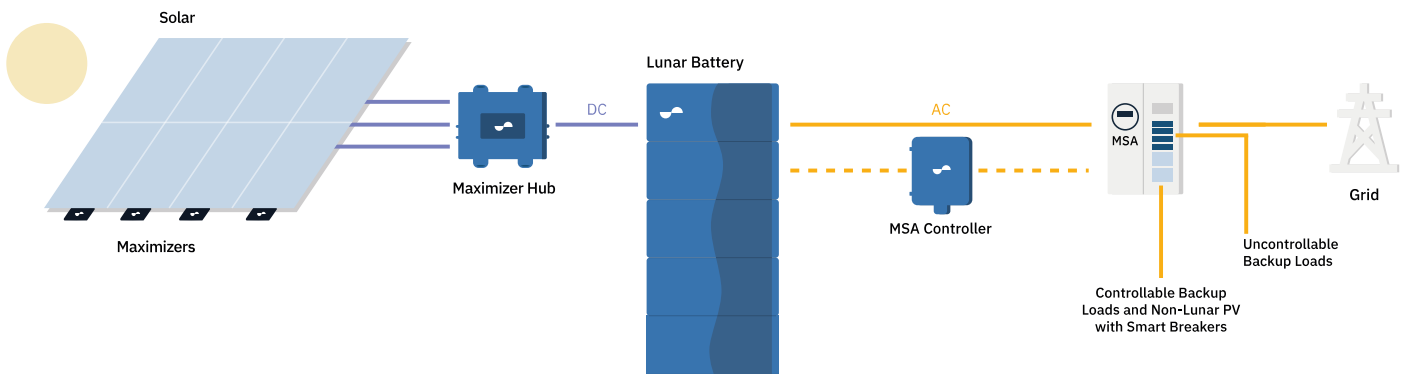 Solar
Maximizers
Maximizer Hub
DC
Lunar Battery
AC
MSA Controller
MSA
Grid
Uncontrollable
Backup Loads
Controllable Backup
Loads and Non-Lunar PV
with Smart Breakers